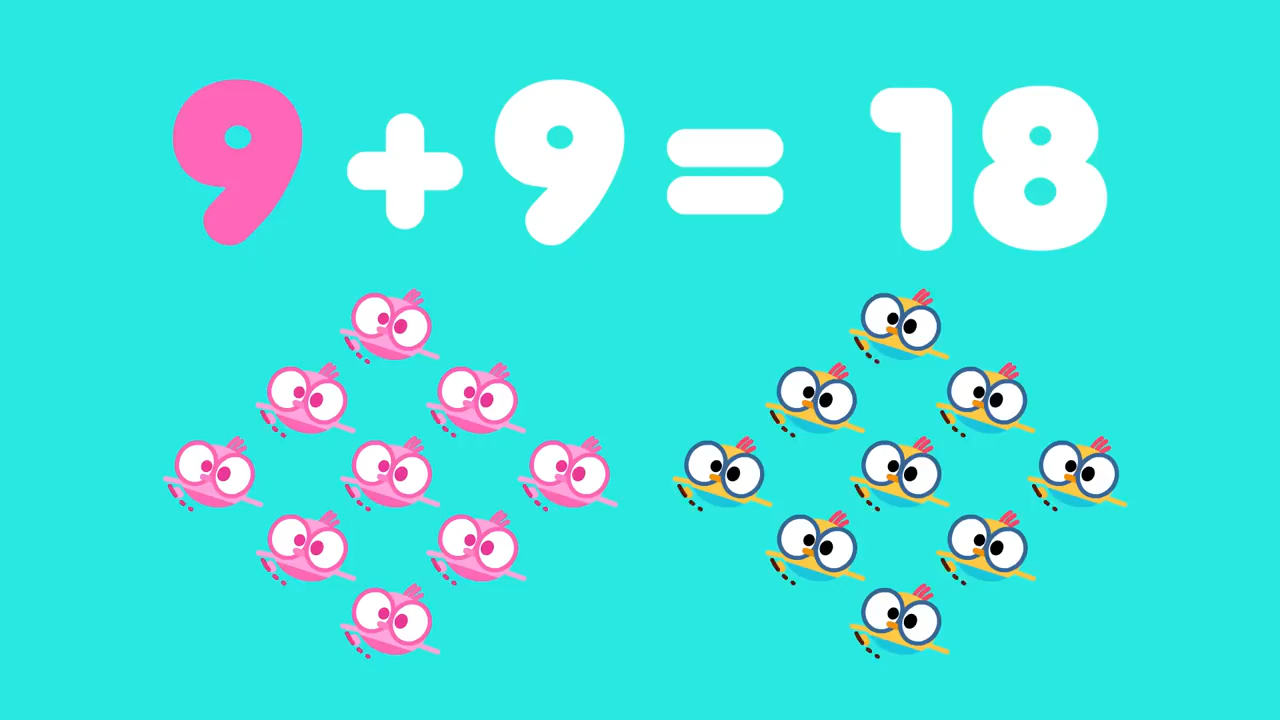 9 + 9 = 18